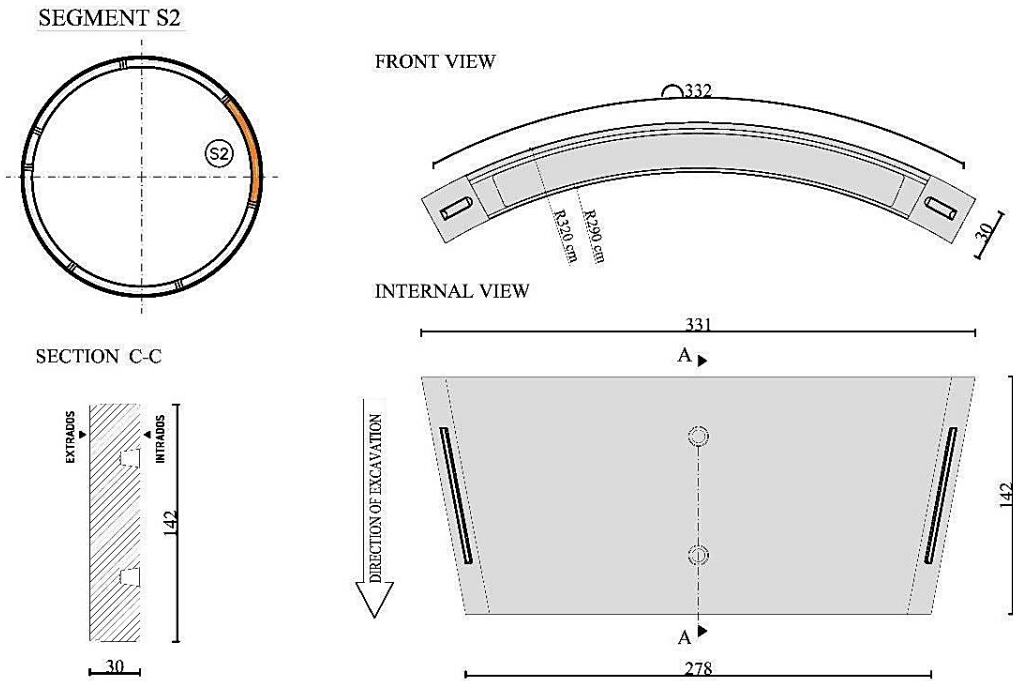 SEGMENT S2
S2
FRONT VIEW
332
R320 cm
R290 cm
30
INTERNAL VIEW
331
A
SECTION C-C
EXTRADOS
INTRADOS
142
30
DIRECTION OF EXCAVATION
142
A
278